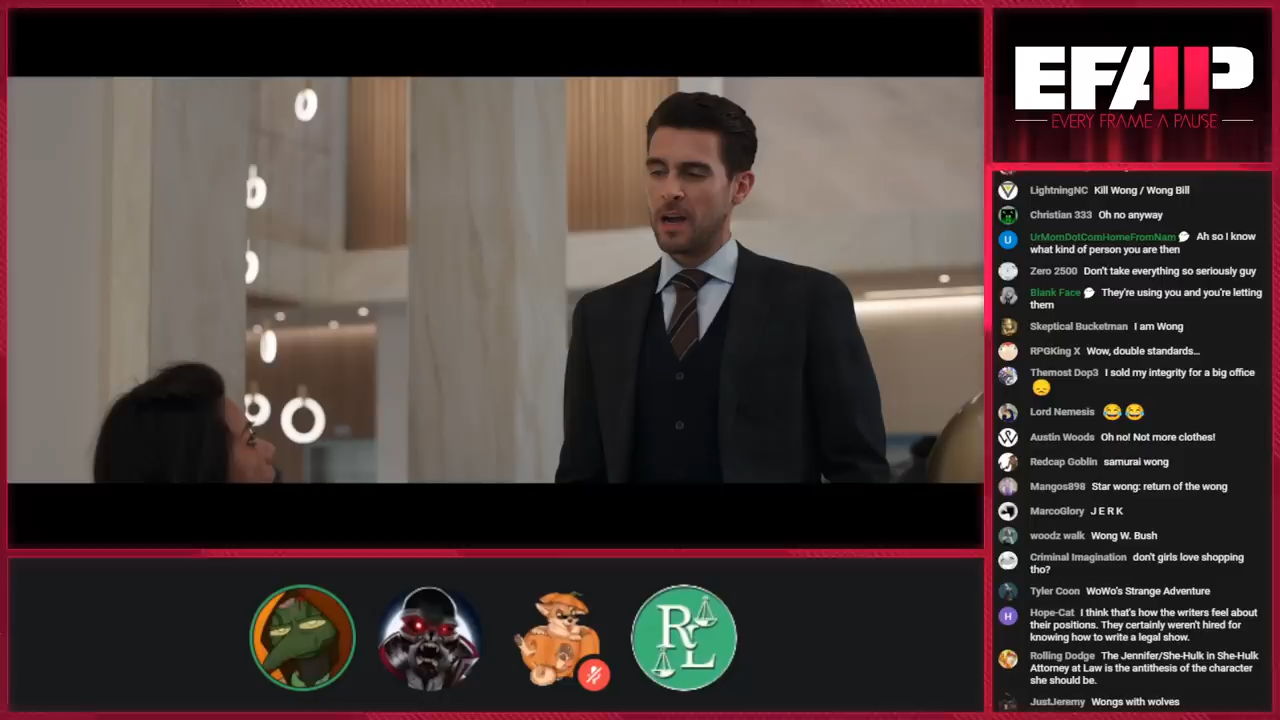 EFAP
EVERY FRAME A PAUSE
LightningNC Kill Wong / Wong Bill
Christian 333 Oh no anyway
UrMomDotComHomeFromNam Ah so I know
what kind of person you are then
Zero 2500 Don't take everything so seriously guy
Blank Face They're using you and you're letting
them
Skeptical Bucketman I am Wong
RPGKing X Wow, double standards...
Themost Dop3 I sold my integrity for a big office
😞
Lord Nemesis 😂 😂
Austin Woods Oh no! Not more clothes!
Redcap Goblin samurai wong
Mangos898 Star wong: return of the wong
MarcoGlory J E R K
woodz walk Wong W. Bush
Criminal Imagination don't girls love shopping
tho?
Tyler Coon WoWo's Strange Adventure
H Hope-Cat I think that's how the writers feel about
their positions. They certainly weren't hired for
knowing how to write a legal show.
Rolling Dodge The Jennifer/She-Hulk in She-Hulk
Attorney at Law is the antithesis of the character
she should be.
JustJeremy Wongs with wolves
U
RL